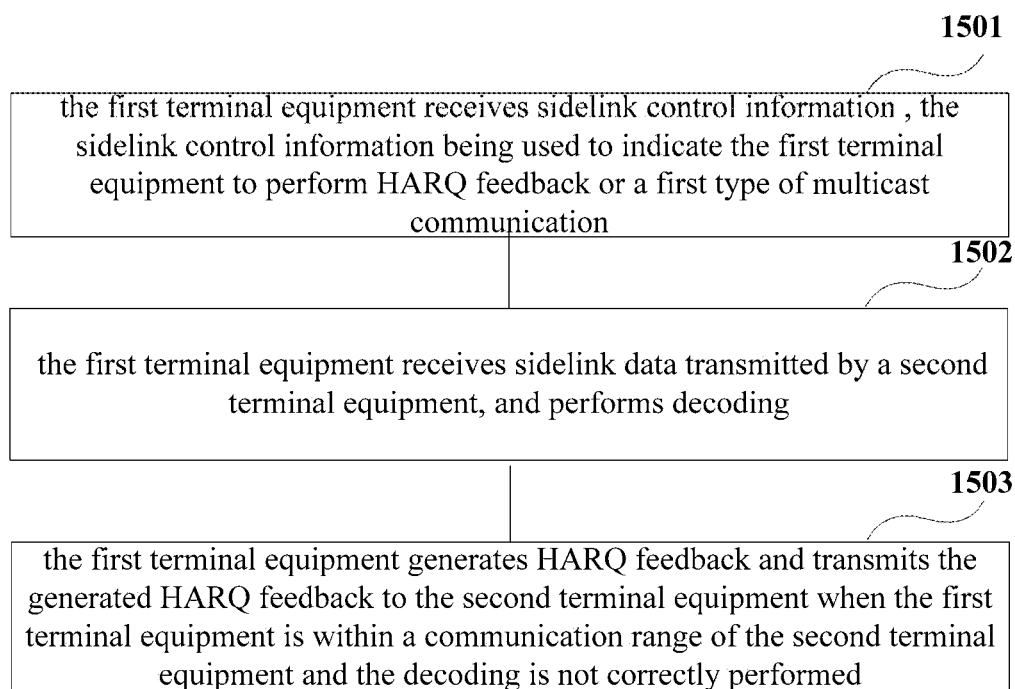 1501
the first terminal equipment receives sidelink control information , the
sidelink control information being used to indicate the first terminal
equipment to perform HARQ feedback or a first type of multicast
communication
1502
the first terminal equipment receives sidelink data transmitted by a second
terminal equipment, and performs decoding
1503
the first terminal equipment generates HARQ feedback and transmits the
generated HARQ feedback to the second terminal equipment when the first
terminal equipment is within a communication range of the second terminal
equipment and the decoding is not correctly performed